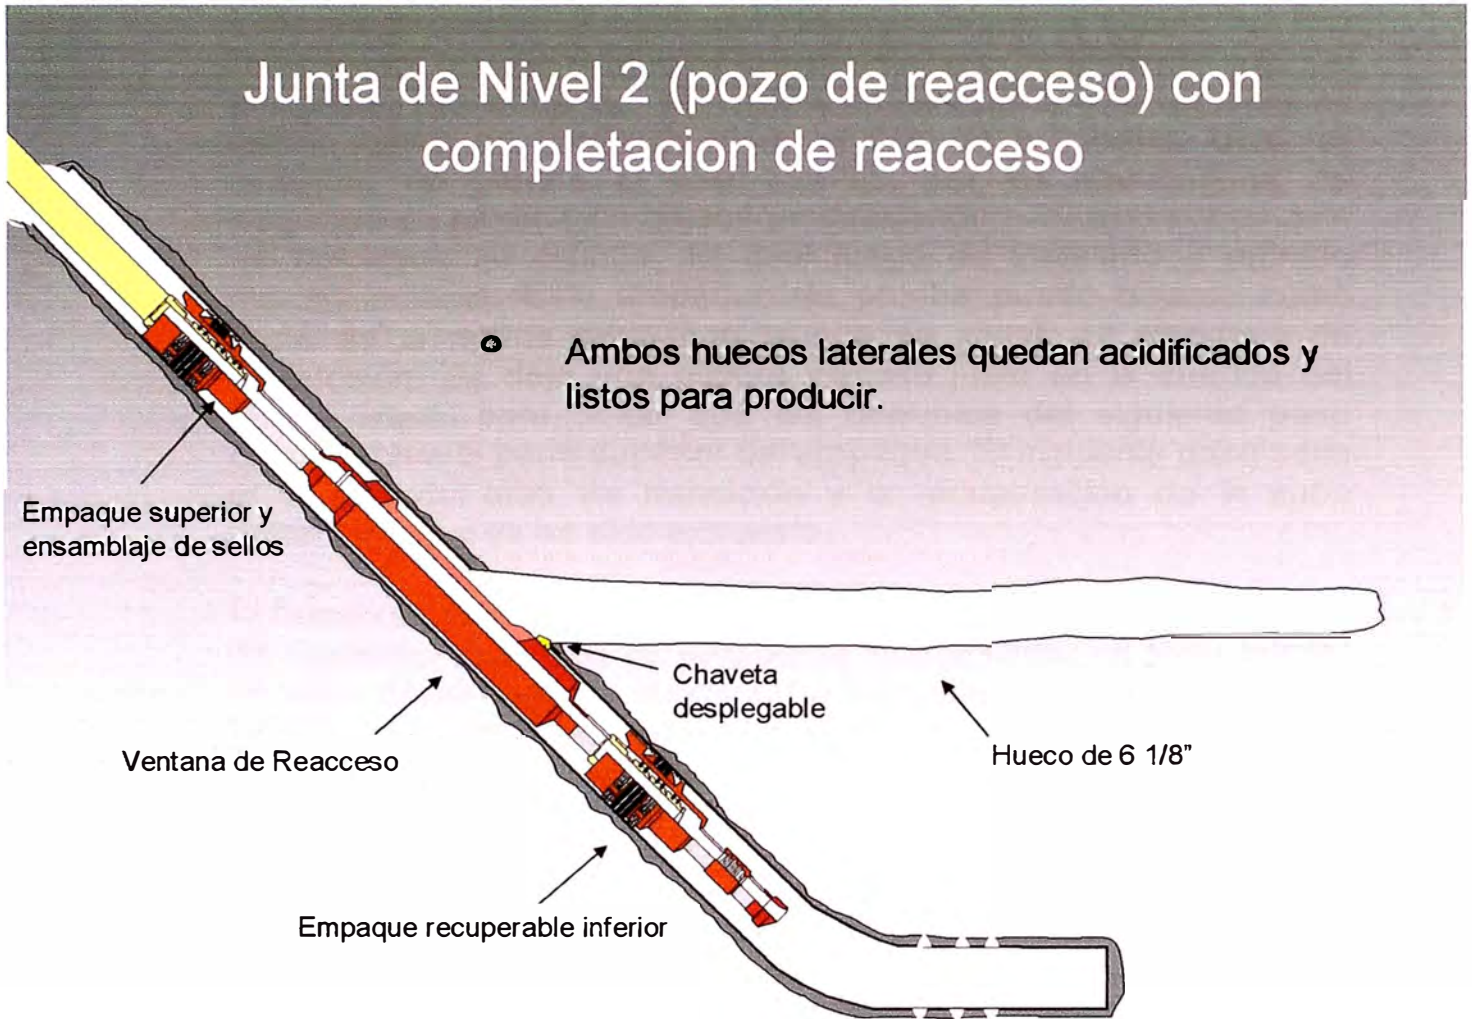 Junta de Nivel 2 (pozo de reacceso) con
completacion de reacceso
Ambos huecos laterales quedan acidificados y
listos para producir.
Empaque superior y
ensamblaje de sellos
Chaveta
desplegable
Ventana de Reacceso
Hueco de 6 1/8”
Empaque recuperable inferior